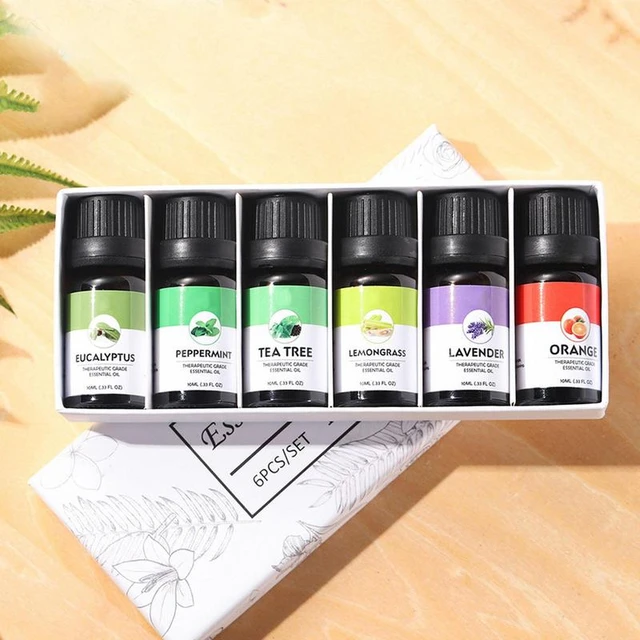 EUCALYPTUS
THERAPEUTIC GRADE
ESSENTIAL OIL
10ML (.33 FL OZ)
PEPPERMINT
THERAPEUTIC GRADE
ESSENTIAL OIL
10ML (.33 FL OZ)
TEA TREE
THERAPEUTIC GRADE
ESSENTIAL OIL
10ML (.33 FL OZ)
LEMONGRASS
THERAPEUTIC GRADE
ESSENTIAL OIL
10ML (.33 FL OZ)
LAVENDER
THERAPEUTIC GRADE
ESSENTIAL OIL
10ML (.33 FL OZ)
ORANGE
THERAPEUTIC GRADE
ESSENTIAL OIL
10ML (.33 FL OZ)
6PCS/SET